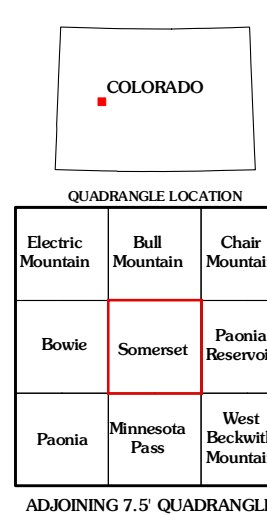 COLORADO
QUADRANGLE LOCATION
Electric
Mountain
Bull
Mountain
Chair
Mountai
Bowie
Somerset
Paonia
Reservoi
Paonia
Minnesota
Pass
West
Beckwit
Mountai
ADJOINING 7.5' QUADRANGL